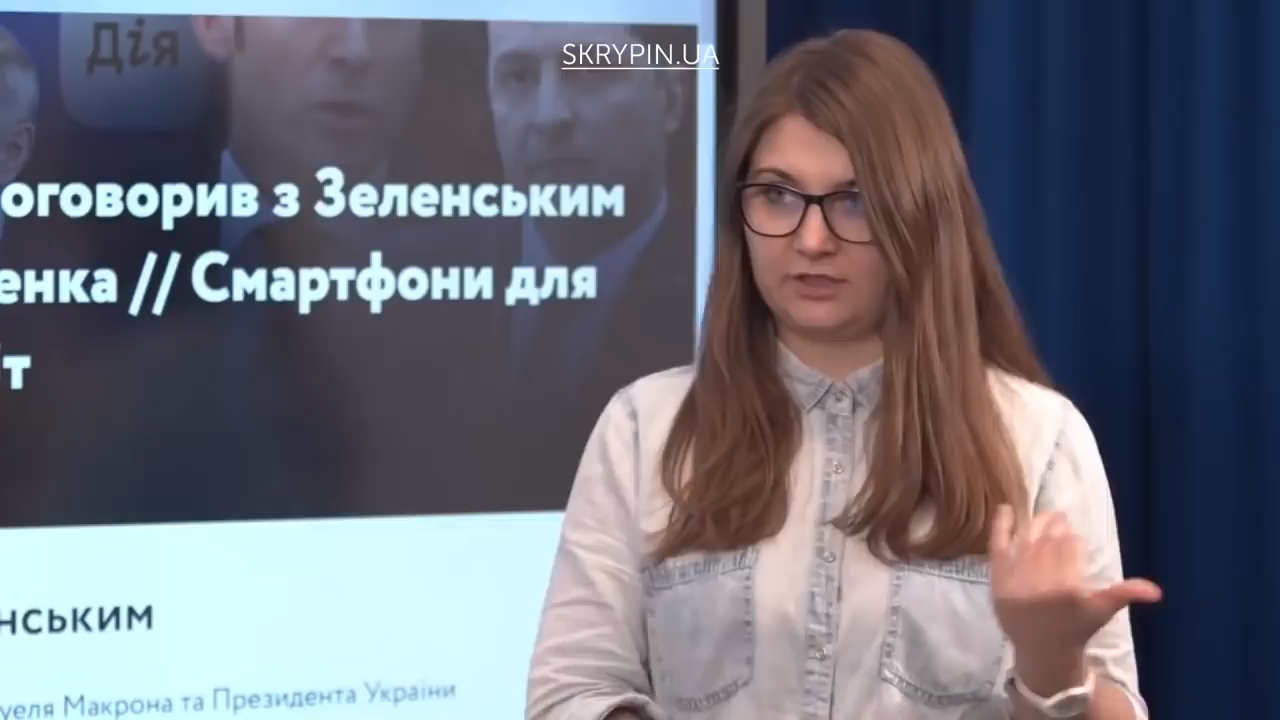 SKRYPIN.UA
Дія
оговорив з Зеленським
енка // Смартфони для
т
нським
уеля Макрона та Президента України